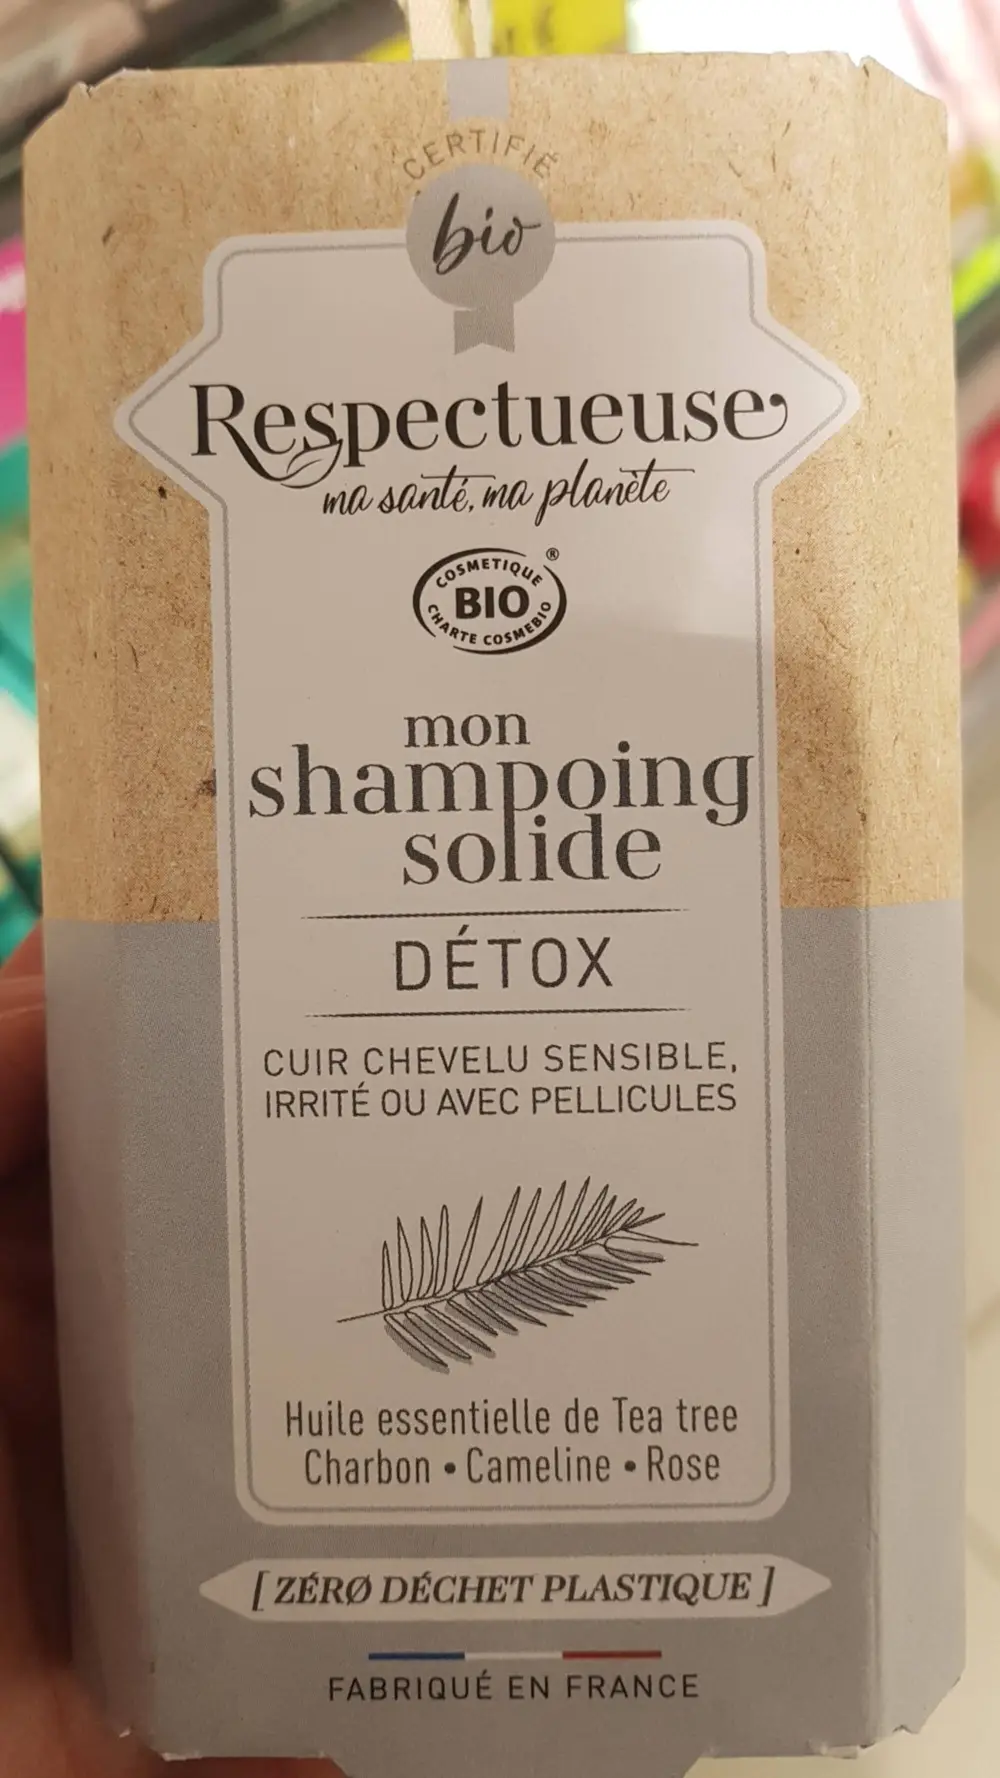 CERTIFIÉ
bio
Respectueuse
ma santé, ma planète
COSMETIQUE ®
BIO
CHARTE COSMEBIO
mon
shampoing
solide
DÉTOX
CUIR CHEVELU SENSIBLE,
IRRITÉ OU AVEC PELLICULES
Huile essentielle de Tea tree
Charbon • Cameline • Rose
[ ZÉRØ DÉCHET PLASTIQUE ]
FABRIQUÉ EN FRANCE